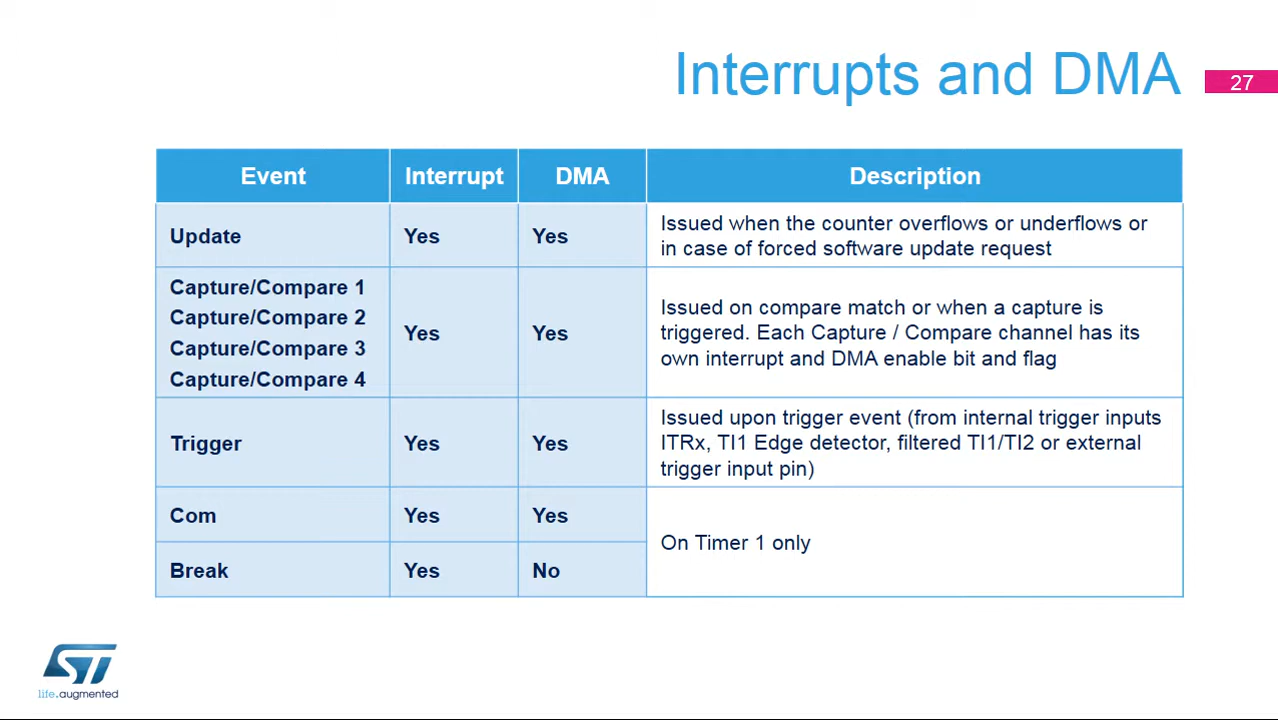 Interrupts and DMA
27
Event Interrupt DMA Description
Update Yes Yes
Issued when the counter overflows or underflows or
in case of forced software update request
Capture/Compare 1
Capture/Compare 2
Capture/Compare 3
Capture/Compare 4
Yes Yes
Issued on compare match or when a capture is
triggered. Each Capture / Compare channel has its
own interrupt and DMA enable bit and flag
Trigger Yes Yes
Issued upon trigger event (from internal trigger inputs
ITRx, TI1 Edge detector, filtered TI1/TI2 or external
trigger input pin)
Com Yes Yes
On Timer 1 only
Break Yes No
ST
life.augmented